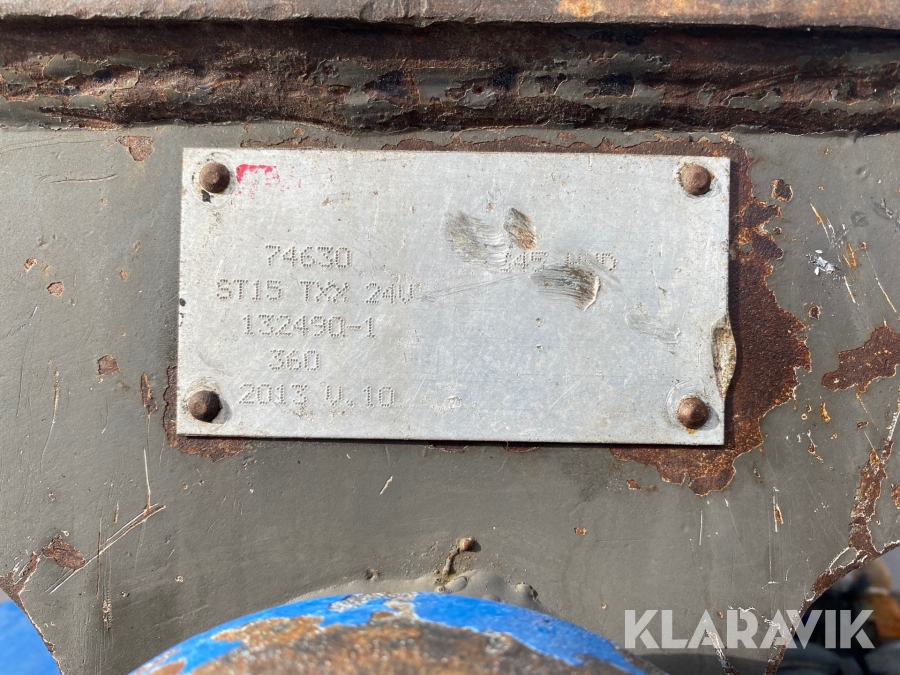 74630
ST15 TXX 24V
132490-1
360
2013 V.10
KLARAVIK